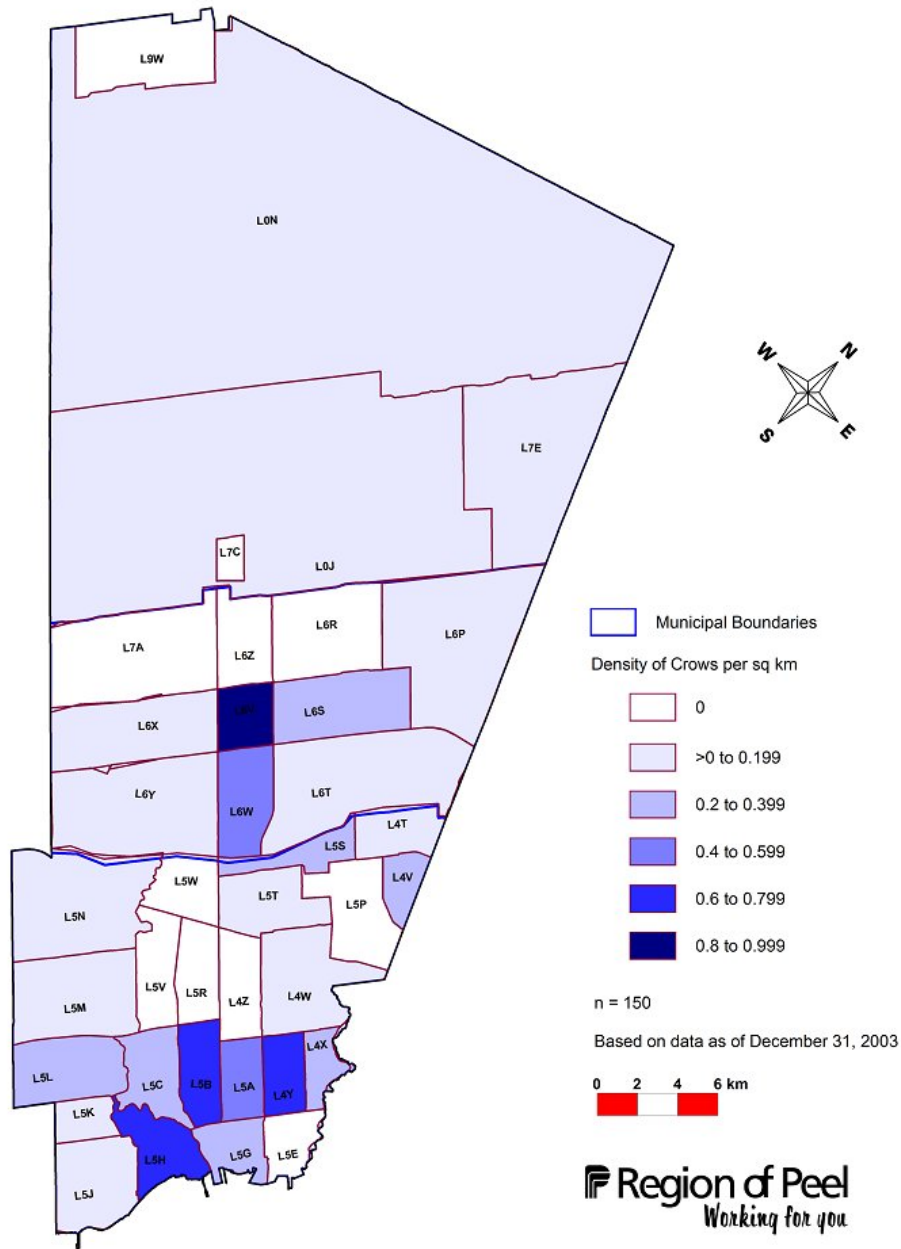 L9W
L0N
W N
S E
L7E
L7C
L0J
L7A
L6Z
L6R
L6P
L6X
L6S
L6Y
L6W
L6T
L5S
L4T
L5N
L5W
L5T
L5P
L4V
L5M
L5V
L5R
L4Z
L4W
L5L
L5C
L5B
L5A
L4Y
L4X
L5K
L5H
L5G
L5E
L5J
Municipal Boundaries
Density of Crows per sq km
0
>0 to 0.199
0.2 to 0.399
0.4 to 0.599
0.6 to 0.799
0.8 to 0.999
n = 150
Based on data as of December 31, 2003
0 2 4 6 km
Region of Peel
Working for you